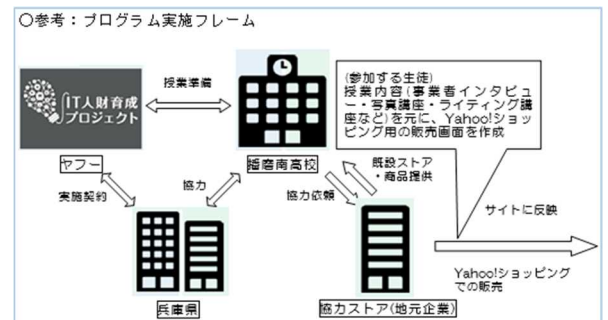 ○参考：プログラム実施フレーム
IT人財育成
プロジェクト
ヤフー
授業準備
播磨南高校
(参加する生徒)
授業内容(事業者インタビュ
ー・写真講座・ライティング講
座など)を元に、Yahoo!ショッ
ピング用の販売画面を作成
実施契約
協力
協力依頼
既設ストア
・商品提供
サイトに反映
兵庫県
協力ストア(地元企業)
Yahoo!ショッピング
での販売